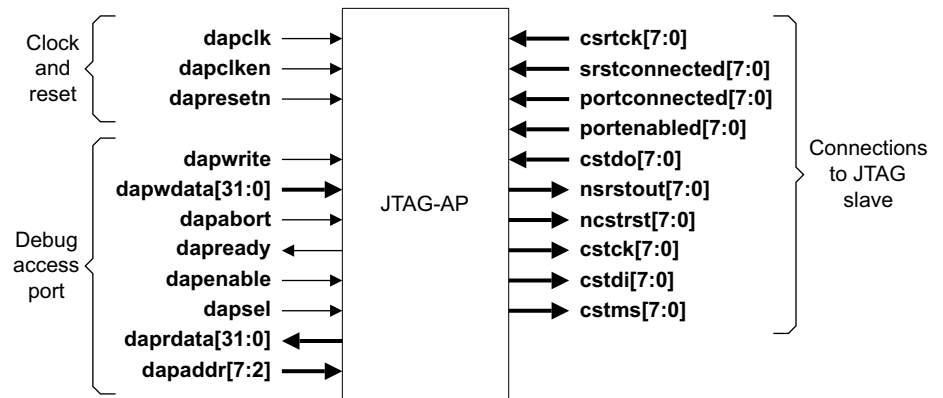 Clock
and
reset
dapclk
dapclken
dapresetn
Debug
access
port
dapwrite
dapwdata[31:0]
dapabort
dapready
dapenable
dapsel
daprdata[31:0]
dapaddr[7:2]
JTAG-AP
csrtck[7:0]
srstconnected[7:0]
portconnected[7:0]
portenabled[7:0]
cstdo[7:0]
nsrstout[7:0]
ncstrst[7:0]
cstck[7:0]
cstdi[7:0]
cstms[7:0]
Connections
to JTAG
slave